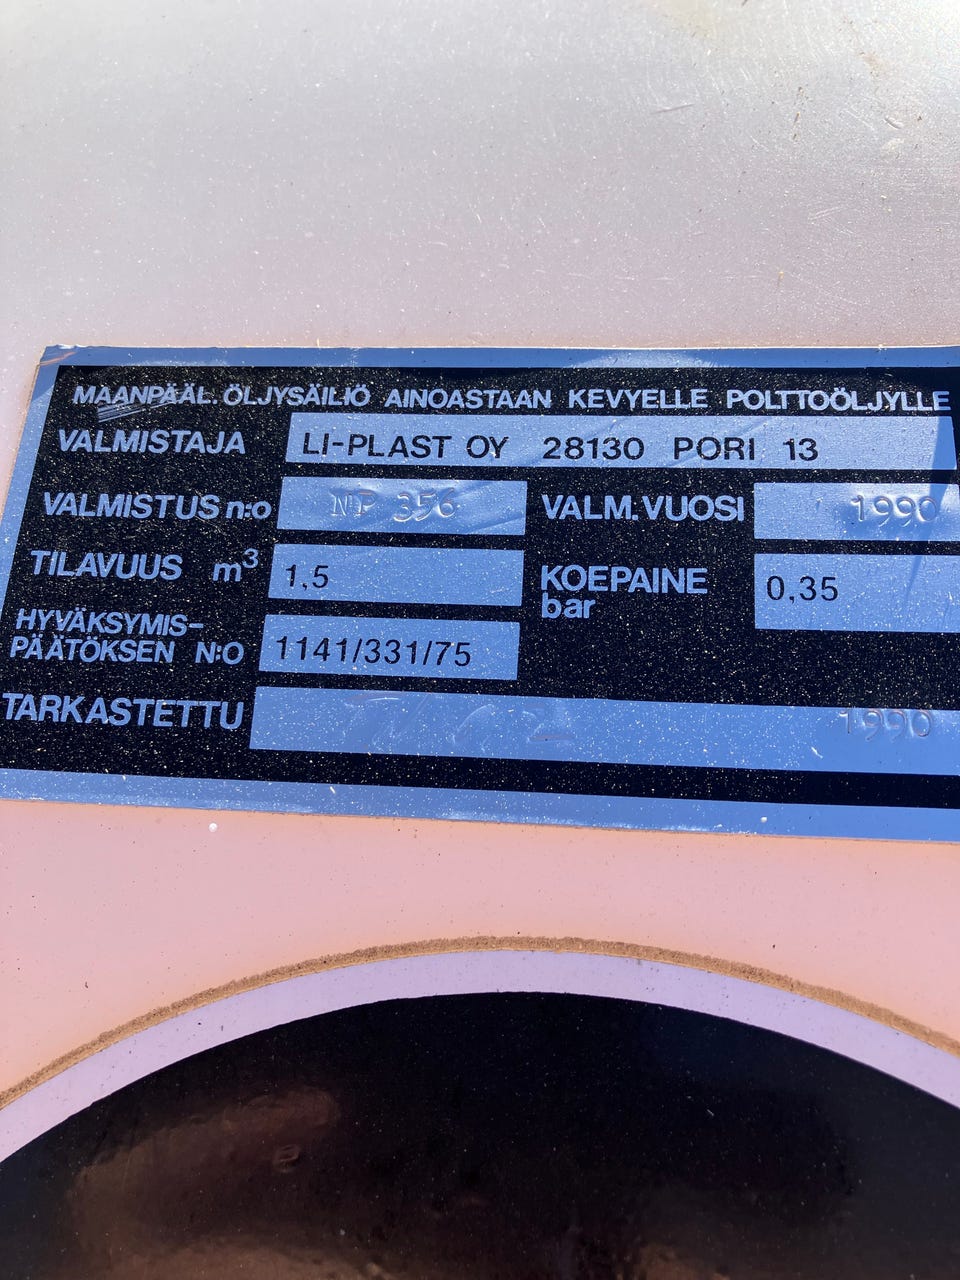 MAANPÄÄL. ÖLJYSÄILIÖ AINOASTAAN KEVYELLE POLTTOÖLJYLLE
VALMISTAJA LI-PLAST OY 28130 PORI 13
VALMISTUS n:o NP 356 VALM. VUOSI 1990
TILAVUUS m³ 1,5 KOEPAINE bar 0,35
HYVÄKSYMIS-
PÄÄTÖKSEN N:O 1141/331/75
TARKASTETTU 1990